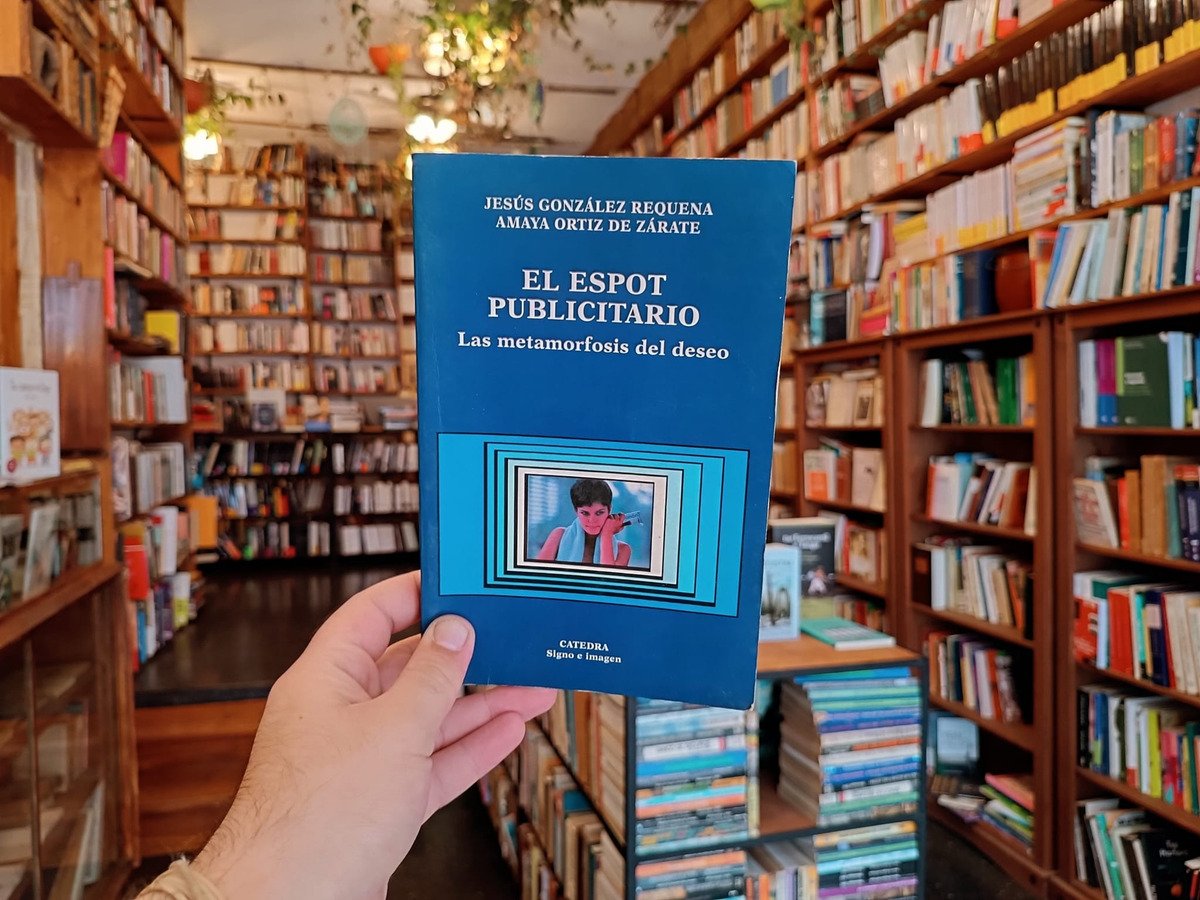 JESÚS GONZÁLEZ REQUENA
AMAYA ORTIZ DE ZÁRATE
EL ESPOT
PUBLICITARIO
Las metamorfosis del deseo
CATEDRA
Signo e imagen